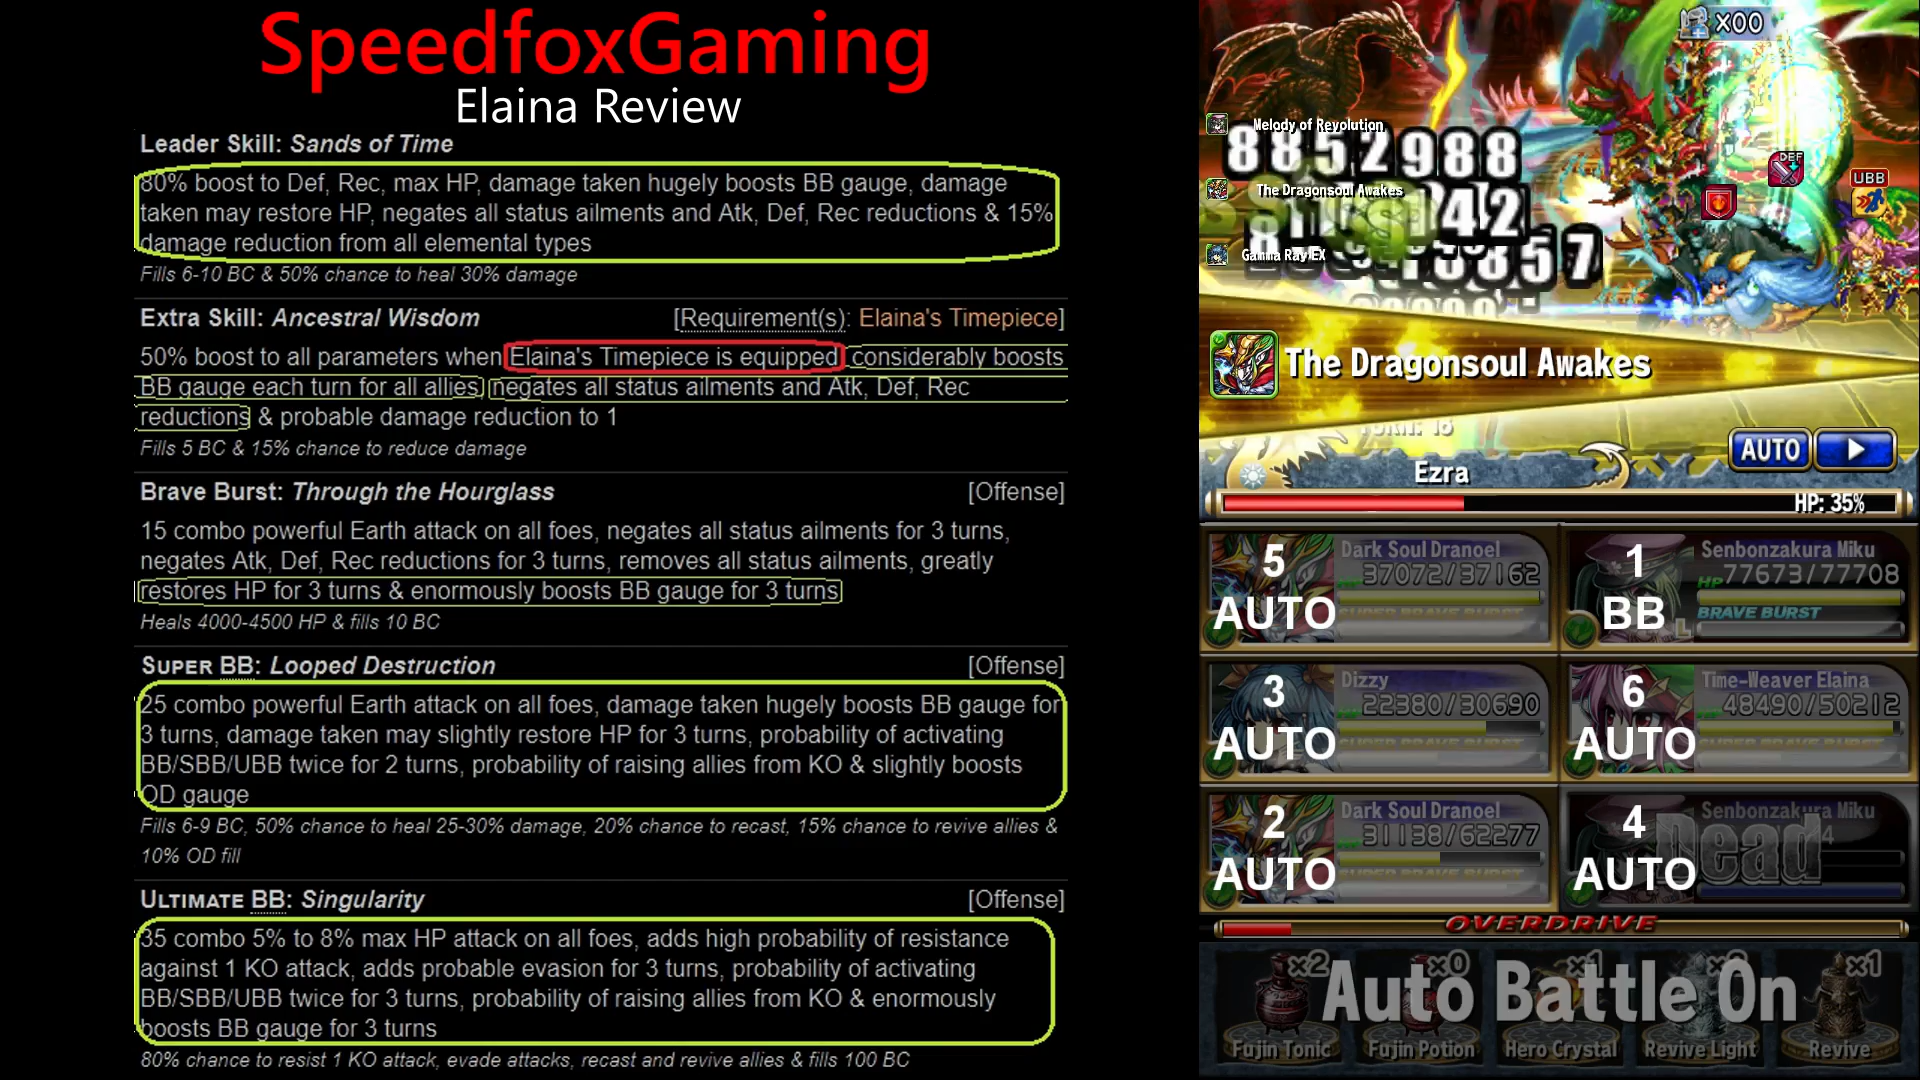 SpeedfoxGaming
Elaina Review
Leader Skill: Sands of Time
80% boost to Def, Rec, max HP, damage taken hugely boosts BB gauge, damage
taken may restore HP, negates all status ailments and Atk, Def, Rec reductions & 15%
damage reduction from all elemental types
Fills 6-10 BC & 50% chance to heal 30% damage
Extra Skill: Ancestral Wisdom [Requirement(s): Elaina's Timepiece]
50% boost to all parameters when Elaina's Timepiece is equipped considerably boosts
BB gauge each turn for all allies negates all status ailments and Atk, Def, Rec
reductions & probable damage reduction to 1
Fills 5 BC & 15% chance to reduce damage
Brave Burst: Through the Hourglass [Offense]
15 combo powerful Earth attack on all foes, negates all status ailments for 3 turns,
negates Atk, Def, Rec reductions for 3 turns, removes all status ailments, greatly
restores HP for 3 turns & enormously boosts BB gauge for 3 turns
Heals 4000-4500 HP & fills 10 BC
Super BB: Looped Destruction [Offense]
25 combo powerful Earth attack on all foes, damage taken hugely boosts BB gauge for
3 turns, damage taken may slightly restore HP for 3 turns, probability of activating
BB/SBB/UBB twice for 2 turns, probability of raising allies from KO & slightly boosts
OD gauge
Fills 6-9 BC, 50% chance to heal 25-30% damage, 20% chance to recast, 15% chance to revive allies &
10% OD fill
Ultimate BB: Singularity [Offense]
35 combo 5% to 8% max HP attack on all foes, adds high probability of resistance
against 1 KO attack, adds probable evasion for 3 turns, probability of activating
BB/SBB/UBB twice for 3 turns, probability of raising allies from KO & enormously
boosts BB gauge for 3 turns
80% chance to resist 1 KO attack, evade attacks, recast and revive allies & fills 100 BC
X00
Melody of Revolution
8852988
DEF
UBB
The Dragonsoul Awakes
Gamma Ray EX
The Dragonsoul Awakes
AUTO
Ezra
HP: 35%
5 Dark Soul Dranoel
37072/37162
AUTO SUPER BRAVE BURST
1 Senbonzakura Miku
HP 77673/77708
BB BRAVE BURST
L
3 Dizzy
22380/30690
AUTO SUPER BRAVE BURST
6 Time-Weaver Elaina
48490/50212
AUTO SUPER BRAVE BURST
2 Dark Soul Dranoel
31138/62277
AUTO SUPER BRAVE BURST
4 Senbonzakura Miku
Dead
AUTO
OVERDRIVE
x2 x0 x1 x1
Auto Battle On
Fujin Tonic Fujin Potion Hero Crystal Revive Light Revive